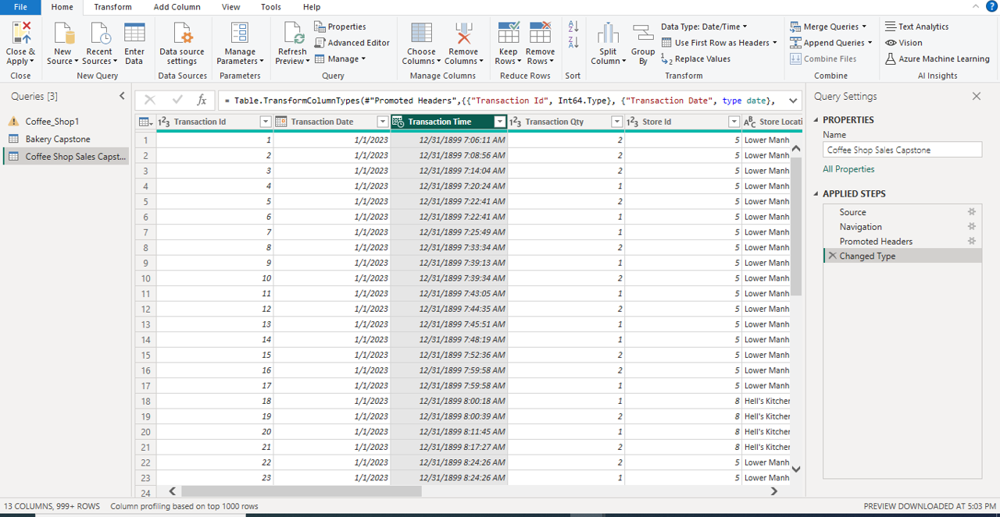 File Home Transform Add Column View Tools Help
Close & Apply
New Source
Recent Sources
Enter Data
Data source settings
Manage Parameters
Refresh Preview
Properties
Advanced Editor
Manage
Choose Columns
Remove Columns
Keep Rows
Remove Rows
Split Column
Group By
Data Type: Date/Time
Use First Row as Headers
Replace Values
Merge Queries
Append Queries
Combine Files
Text Analytics
Vision
Azure Machine Learning
Close New Query Data Sources Parameters Query Manage Columns Reduce Rows Sort Transform Combine AI Insights
Queries [3]
Coffee_Shop1
Bakery Capstone
Coffee Shop Sales Capst...
= Table.TransformColumnTypes(#"Promoted Headers",{{"Transaction Id", Int64.Type}, {"Transaction Date", type date},
Transaction Id Transaction Date Transaction Time Transaction Qty Store Id Store Locati
1 1 1/1/2023 12/31/1899 7:06:11 AM 2 5 Lower Manh
2 2 1/1/2023 12/31/1899 7:08:56 AM 2 5 Lower Manh
3 3 1/1/2023 12/31/1899 7:14:04 AM 2 5 Lower Manh
4 4 1/1/2023 12/31/1899 7:20:24 AM 1 5 Lower Manh
5 5 1/1/2023 12/31/1899 7:22:41 AM 2 5 Lower Manh
6 6 1/1/2023 12/31/1899 7:22:41 AM 1 5 Lower Manh
7 7 1/1/2023 12/31/1899 7:25:49 AM 1 5 Lower Manh
8 8 1/1/2023 12/31/1899 7:33:34 AM 2 5 Lower Manh
9 9 1/1/2023 12/31/1899 7:39:13 AM 1 5 Lower Manh
10 10 1/1/2023 12/31/1899 7:39:34 AM 2 5 Lower Manh
11 11 1/1/2023 12/31/1899 7:43:05 AM 1 5 Lower Manh
12 12 1/1/2023 12/31/1899 7:44:35 AM 2 5 Lower Manh
13 13 1/1/2023 12/31/1899 7:45:51 AM 1 5 Lower Manh
14 14 1/1/2023 12/31/1899 7:48:19 AM 1 5 Lower Manh
15 15 1/1/2023 12/31/1899 7:52:36 AM 2 5 Lower Manh
16 16 1/1/2023 12/31/1899 7:59:58 AM 2 5 Lower Manh
17 17 1/1/2023 12/31/1899 7:59:58 AM 1 5 Lower Manh
18 18 1/1/2023 12/31/1899 8:00:18 AM 1 8 Hell's Kitchen
19 19 1/1/2023 12/31/1899 8:00:39 AM 2 8 Hell's Kitchen
20 20 1/1/2023 12/31/1899 8:11:45 AM 1 8 Hell's Kitchen
21 21 1/1/2023 12/31/1899 8:17:27 AM 2 8 Hell's Kitchen
22 22 1/1/2023 12/31/1899 8:24:26 AM 2 5 Lower Manh
23 23 1/1/2023 12/31/1899 8:24:26 AM 1 5 Lower Manh
24
Query Settings
PROPERTIES
Name
Coffee Shop Sales Capstone
All Properties
APPLIED STEPS
Source
Navigation
Promoted Headers
Changed Type
13 COLUMNS, 999+ ROWS Column profiling based on top 1000 rows PREVIEW DOWNLOADED AT 5:03 PM